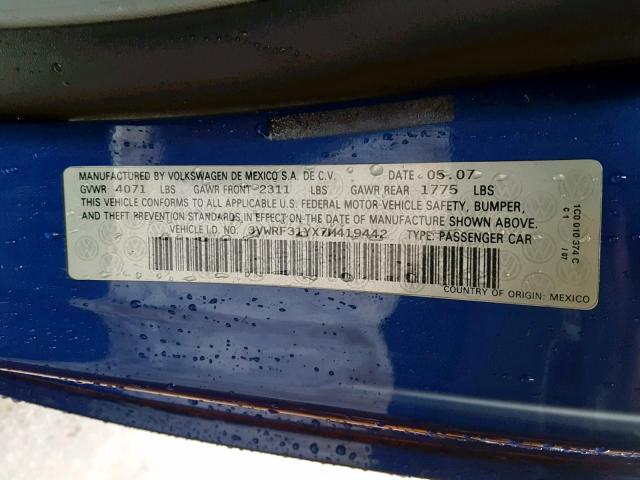 MANUFACTURED BY VOLKSWAGEN DE MEXICO S.A. DE C.V. DATE 05.07
GVWR 4071 LBS GAWR FRONT 2311 LBS GAWR REAR 1775 LBS
THIS VEHICLE CONFORMS TO ALL APPLICABLE U.S. FEDERAL MOTOR VEHICLE SAFETY, BUMPER,
AND THEFT PREVENTION STANDARDS IN EFFECT ON THE DATE OF MANUFACTURE SHOWN ABOVE.
VEHICLE I.D. NO. 3VWRF31YX7M419442 TYPE: PASSENGER CAR
COUNTRY OF ORIGIN: MEXICO
1C0 010 374 C
C 1 / 07